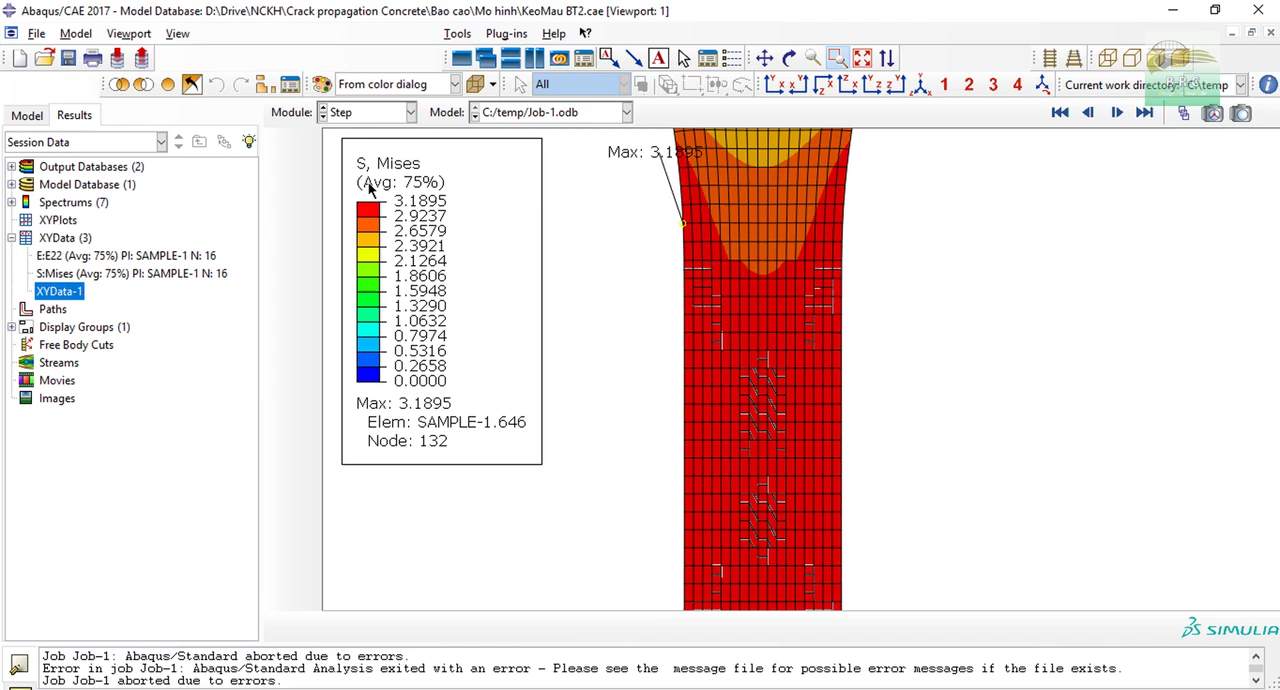 Abaqus/CAE 2017 - Model Database: D:\Drive\NCKH\Crack propagation Concrete\Bao cao\Mo hinh\KeoMau BT2.cae [Viewport: 1]
File Model Viewport View Tools Plug-ins Help
From color dialog All 1 2 3 4 Current work directory: C:\temp
Model Results Module: Step Model: C:/temp/Job-1.odb
Session Data
Output Databases (2)
Model Database (1)
Spectrums (7)
XYPlots
XYData (3)
E:E22 (Avg: 75%) PI: SAMPLE-1 N: 16
S:Mises (Avg: 75%) PI: SAMPLE-1 N: 16
XYData-1
Paths
Display Groups (1)
Free Body Cuts
Streams
Movies
Images
S, Mises
(Avg: 75%)
3.1895
2.9237
2.6579
2.3921
2.1264
1.8606
1.5948
1.3290
1.0632
0.7974
0.5316
0.2658
0.0000
Max: 3.1895
Elem: SAMPLE-1.646
Node: 132
Max: 3.1895
SIMULIA
Job Job-1: Abaqus/Standard aborted due to errors.
Error in job Job-1: Abaqus/Standard Analysis exited with an error - Please see the message file for possible error messages if the file exists.
Job Job-1 aborted due to errors.